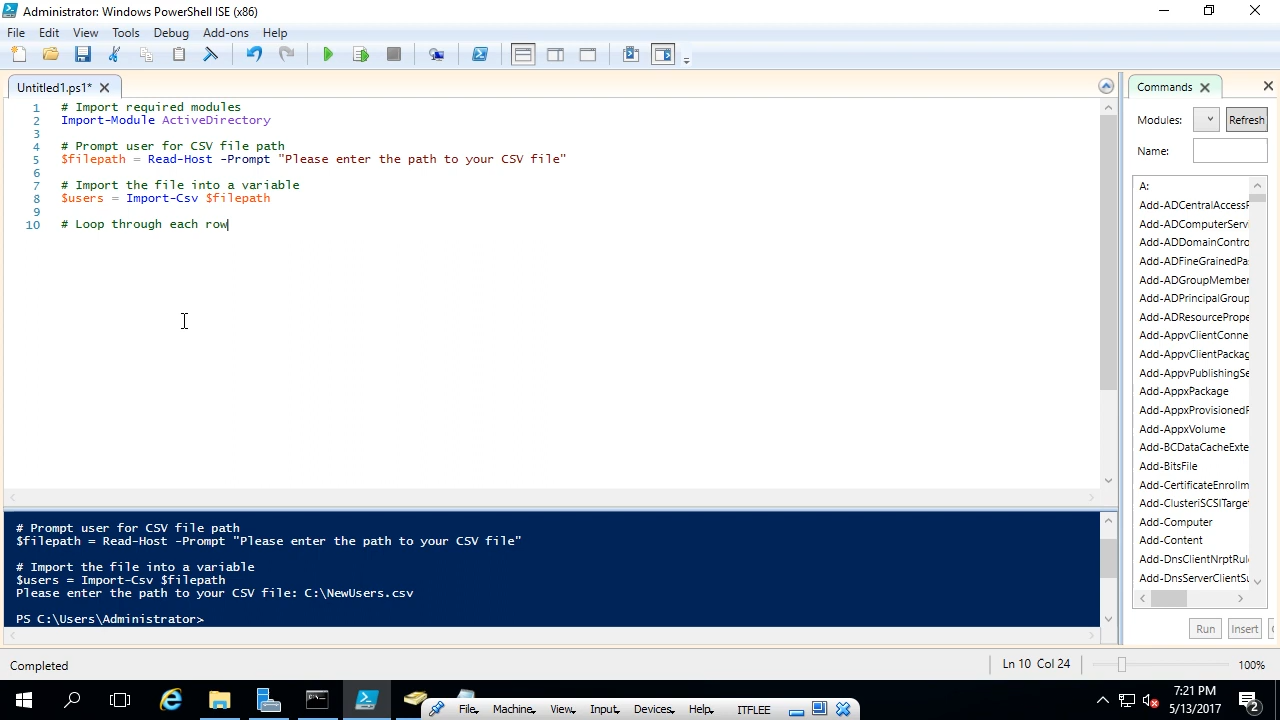 Administrator: Windows PowerShell ISE (x86)
File Edit View Tools Debug Add-ons Help
Untitled1.ps1*
1 # Import required modules
2 Import-Module ActiveDirectory
3
4 # Prompt user for CSV file path
5 $filepath = Read-Host -Prompt "Please enter the path to your CSV file"
6
7 # Import the file into a variable
8 $users = Import-Csv $filepath
9
10 # Loop through each row
Commands
Modules:
Refresh
Name:
A:
Add-ADCentralAccessP
Add-ADComputerServi
Add-ADDomainContro
Add-ADFineGrainedPa
Add-ADGroupMember
Add-ADPrincipalGroup
Add-ADResourcePrope
Add-AppvClientConne
Add-AppvClientPackag
Add-AppvPublishingSe
Add-AppxPackage
Add-AppxProvisionedP
Add-AppxVolume
Add-BCDataCacheExte
Add-BitsFile
Add-CertificateEnrollm
Add-ClusteriSCSITarget
Add-Computer
Add-Content
Add-DnsClientNrptRul
Add-DnsServerClientSu
Run Insert
# Prompt user for CSV file path
$filepath = Read-Host -Prompt "Please enter the path to your CSV file"
# Import the file into a variable
$users = Import-Csv $filepath
Please enter the path to your CSV file: C:\NewUsers.csv
PS C:\Users\Administrator>
Completed
Ln 10 Col 24
100%
File Machine View Input Devices Help ITFLEE
7:21 PM
5/13/2017
2